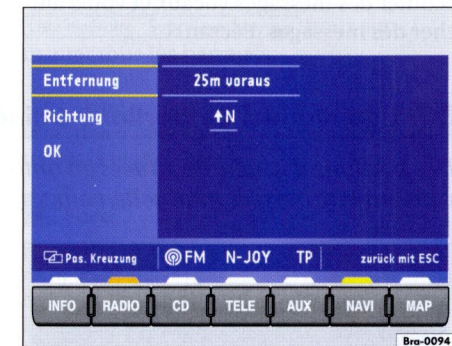 Entfernung 25m voraus
Richtung N
OK
Pos. Kreuzung FM N-JOY TP zurück mit ESC
INFO RADIO CD TELE AUX NAVI MAP
Bra-0094